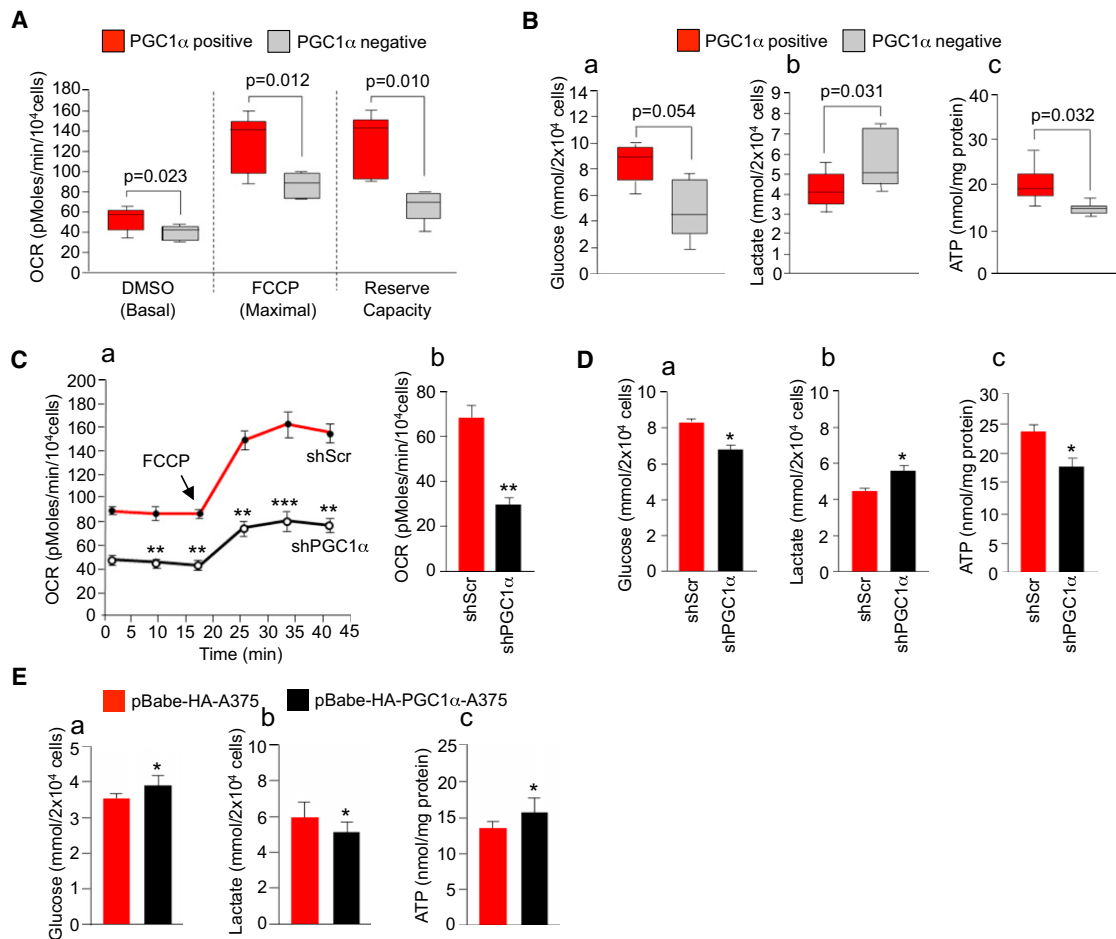 A
PGC1α positive PGC1α negative
OCR (pMoles/min/10⁴cells)
180
160
140
120
100
80
60
40
20
0
p=0.023
p=0.012
p=0.010
DMSO
(Basal)
FCCP
(Maximal)
Reserve
Capacity
B
PGC1α positive PGC1α negative
a
Glucose (mmol/2x10⁴ cells)
14
12
10
8
6
4
2
0
p=0.054
b
Lactate (mmol/2x10⁴ cells)
10
9
8
7
6
5
4
3
2
1
0
p=0.031
c
ATP (nmol/mg protein)
40
30
20
10
0
p=0.032
C
a
OCR (pMoles/min/10⁴cells)
200
180
160
140
120
100
80
60
40
20
0
FCCP
shScr
** ** ** *** **
shPGC1α
0 5 10 15 20 25 30 35 40 45
Time (min)
b
OCR (pMoles/min/10⁴cells)
80
60
40
20
0
**
shScr
shPGC1α
D
a
Glucose (mmol/2x10⁴ cells)
10
8
6
4
2
0
*
shScr
shPGC1α
b
Lactate (mmol/2x10⁴ cells)
10
8
6
4
2
0
*
shScr
shPGC1α
c
ATP (nmol/mg protein)
30
25
20
15
10
5
0
*
shScr
shPGC1α
E
pBabe-HA-A375 pBabe-HA-PGC1α-A375
a
Glucose (mmol/2x10⁴ cells)
5
4
3
2
1
0
*
b
Lactate (mmol/2x10⁴ cells)
10
8
6
4
2
0
*
c
ATP (nmol/mg protein)
25
20
15
10
5
0
*